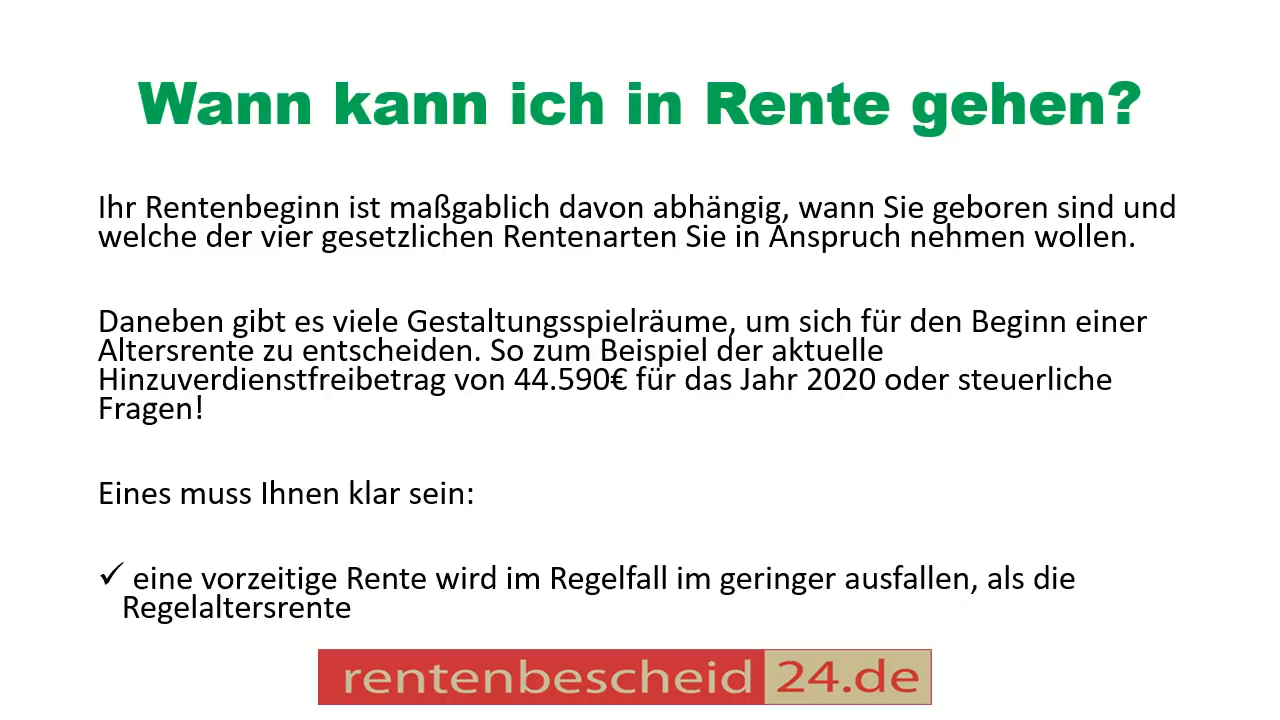 Wann kann ich in Rente gehen?
Ihr Rentenbeginn ist maßgablich davon abhängig, wann Sie geboren sind und
welche der vier gesetzlichen Rentenarten Sie in Anspruch nehmen wollen.
Daneben gibt es viele Gestaltungsspielräume, um sich für den Beginn einer
Altersrente zu entscheiden. So zum Beispiel der aktuelle
Hinzuverdienstfreibetrag von 44.590€ für das Jahr 2020 oder steuerliche
Fragen!
Eines muss Ihnen klar sein:
✓ eine vorzeitige Rente wird im Regelfall im geringer ausfallen, als die
Regelaltersrente
rentenbescheid 24.de